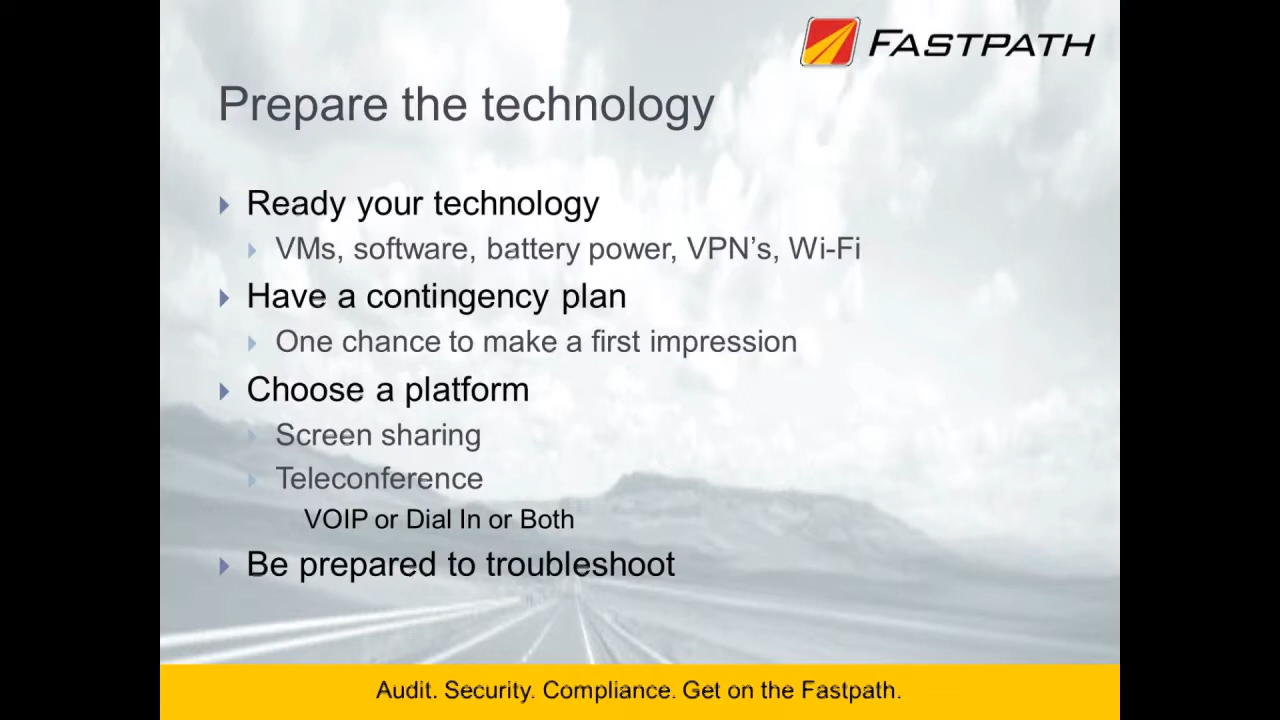 FASTPATH
Prepare the technology
Ready your technology
VMs, software, battery power, VPN’s, Wi-Fi
Have a contingency plan
One chance to make a first impression
Choose a platform
Screen sharing
Teleconference
VOIP or Dial In or Both
Be prepared to troubleshoot
Audit. Security. Compliance. Get on the Fastpath.